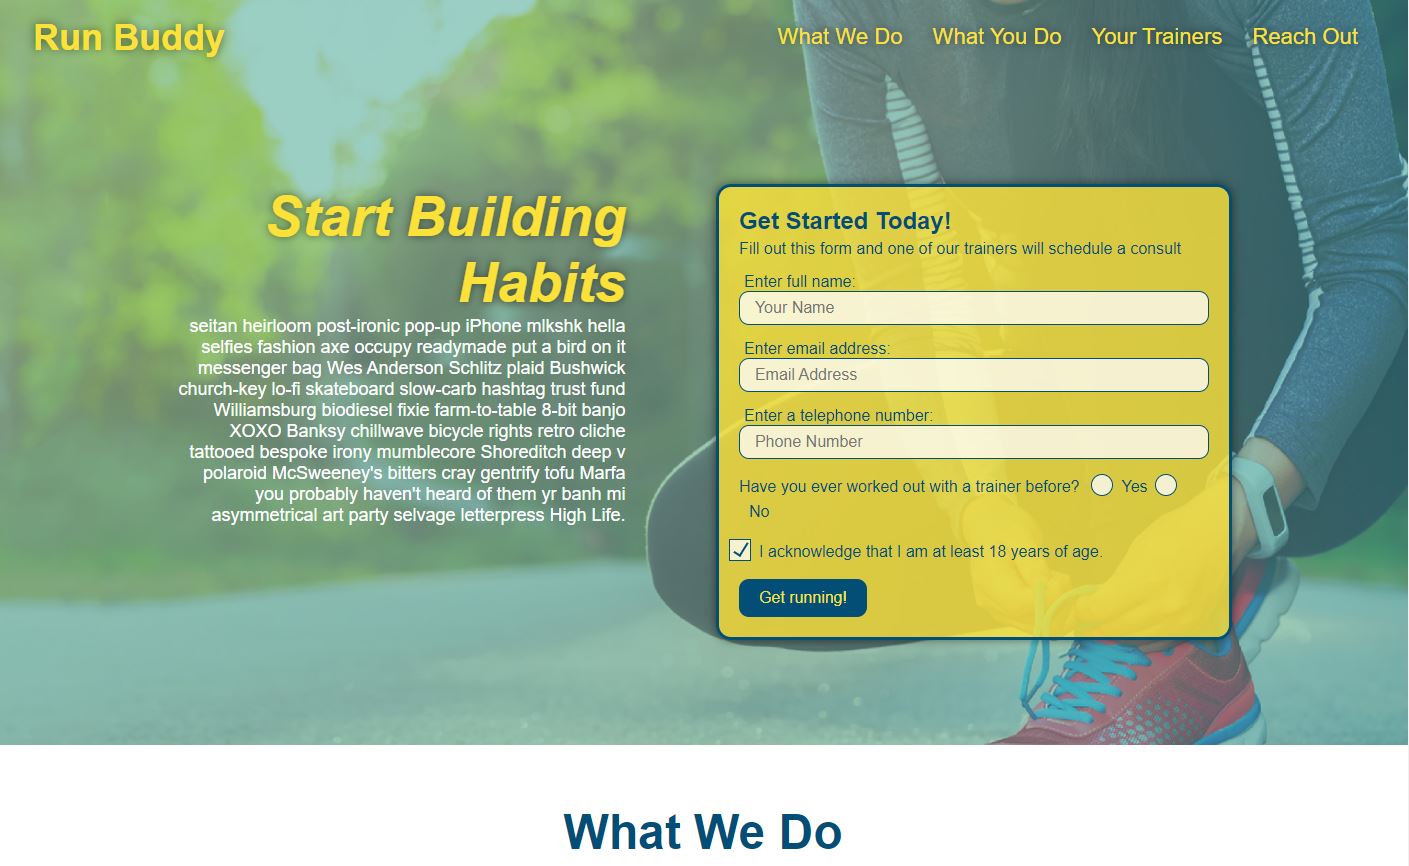 Run Buddy
What We Do
What You Do
Your Trainers
Reach Out
Start Building
Habits
seitan heirloom post-ironic pop-up iPhone mlkshk hella
selfies fashion axe occupy readymade put a bird on it
messenger bag Wes Anderson Schlitz plaid Bushwick
church-key lo-fi skateboard slow-carb hashtag trust fund
Williamsburg biodiesel fixie farm-to-table 8-bit banjo
XOXO Banksy chillwave bicycle rights retro cliche
tattooed bespoke irony mumblecore Shoreditch deep v
polaroid McSweeney's bitters cray gentrify tofu Marfa
you probably haven't heard of them yr banh mi
asymmetrical art party selvage letterpress High Life.
Get Started Today!
Fill out this form and one of our trainers will schedule a consult
Enter full name:
Your Name
Enter email address:
Email Address
Enter a telephone number:
Phone Number
Have you ever worked out with a trainer before? Yes
No
I acknowledge that I am at least 18 years of age.
Get running!
What We Do